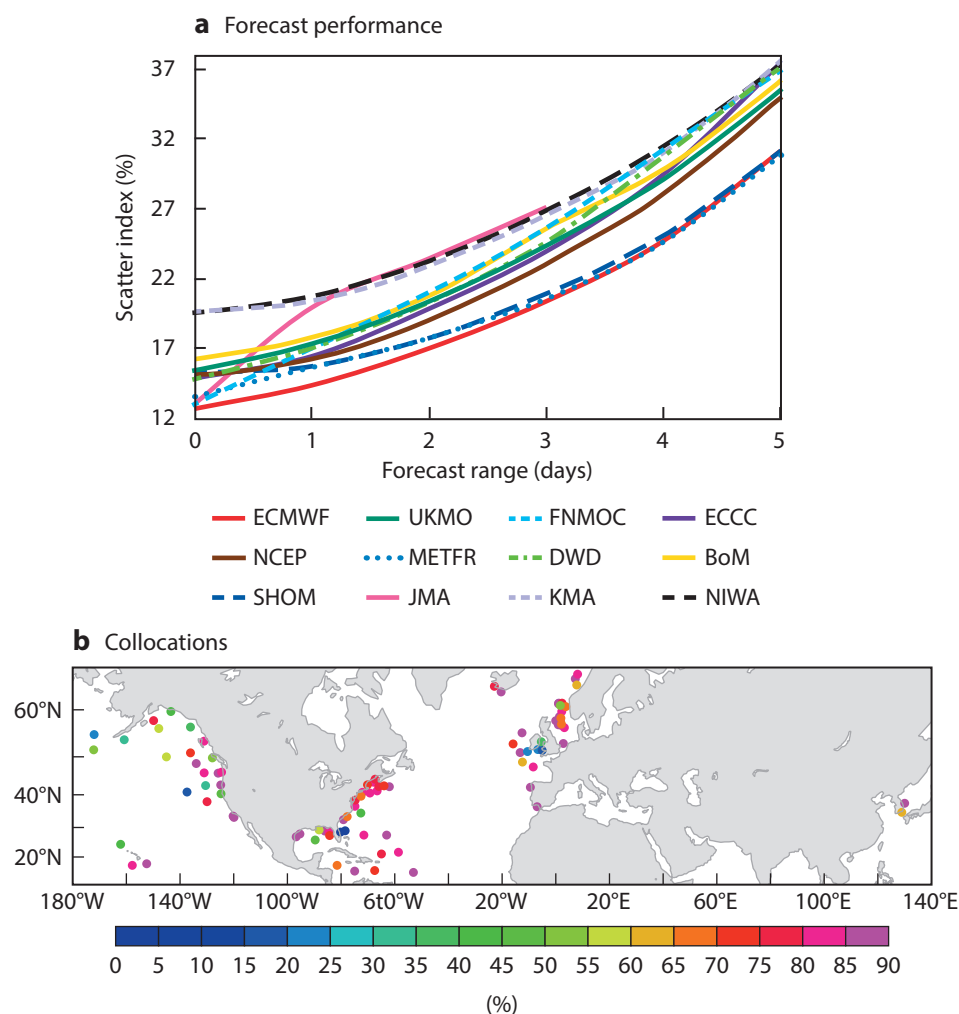 a Forecast performance
37
32
27
22
17
12
Scatter index (%)
0 1 2 3 4 5
Forecast range (days)
ECMWF UKMO FNMOC ECCC
NCEP METFR DWD BoM
SHOM JMA KMA NIWA
b Collocations
60°N
40°N
20°N
180°W 140°W 100°W 6t0°W 20°W 20°E 60°E 100°E 140°E
0 5 10 15 20 25 30 35 40 45 50 55 60 65 70 75 80 85 90
(%)